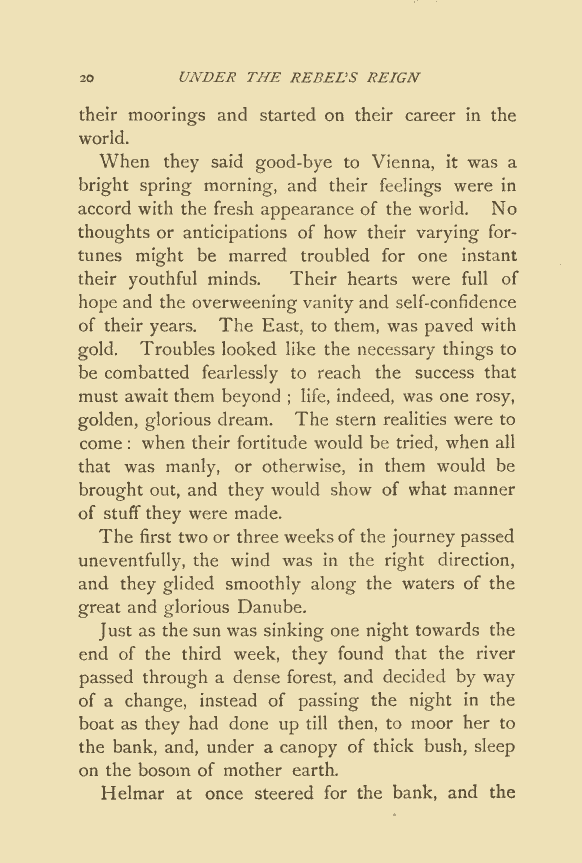 20 UNDER THE REBEL'S REIGN
their moorings and started on their career in the
world.
When they said good-bye to Vienna, it was a
bright spring morning, and their feelings were in
accord with the fresh appearance of the world. No
thoughts or anticipations of how their varying for-
tunes might be marred troubled for one instant
their youthful minds. Their hearts were full of
hope and the overweening vanity and self-confidence
of their years. The East, to them, was paved with
gold. Troubles looked like the necessary things to
be combatted fearlessly to reach the success that
must await them beyond ; life, indeed, was one rosy,
golden, glorious dream. The stern realities were to
come : when their fortitude would be tried, when all
that was manly, or otherwise, in them would be
brought out, and they would show of what manner
of stuff they were made.
The first two or three weeks of the journey passed
uneventfully, the wind was in the right direction,
and they glided smoothly along the waters of the
great and glorious Danube.
Just as the sun was sinking one night towards the
end of the third week, they found that the river
passed through a dense forest, and decided by way
of a change, instead of passing the night in the
boat as they had done up till then, to moor her to
the bank, and, under a canopy of thick bush, sleep
on the bosom of mother earth.
Helmar at once steered for the bank, and the